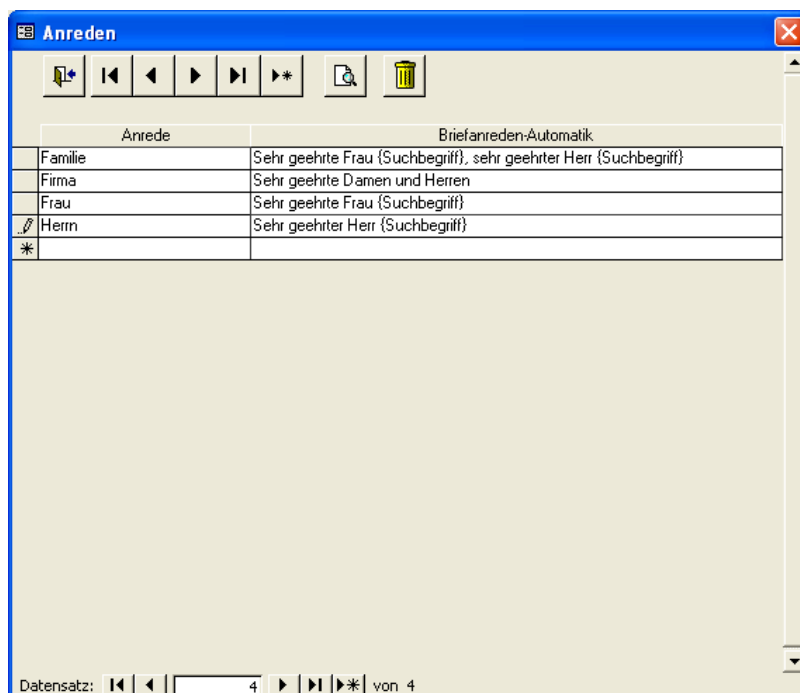 Anreden
Anrede Briefanreden-Automatik
Familie Sehr geehrte Frau {Suchbegriff}, sehr geehrter Herr {Suchbegriff}
Firma Sehr geehrte Damen und Herren
Frau Sehr geehrte Frau {Suchbegriff}
Herrn Sehr geehrter Herr {Suchbegriff}
Datensatz: 4 von 4